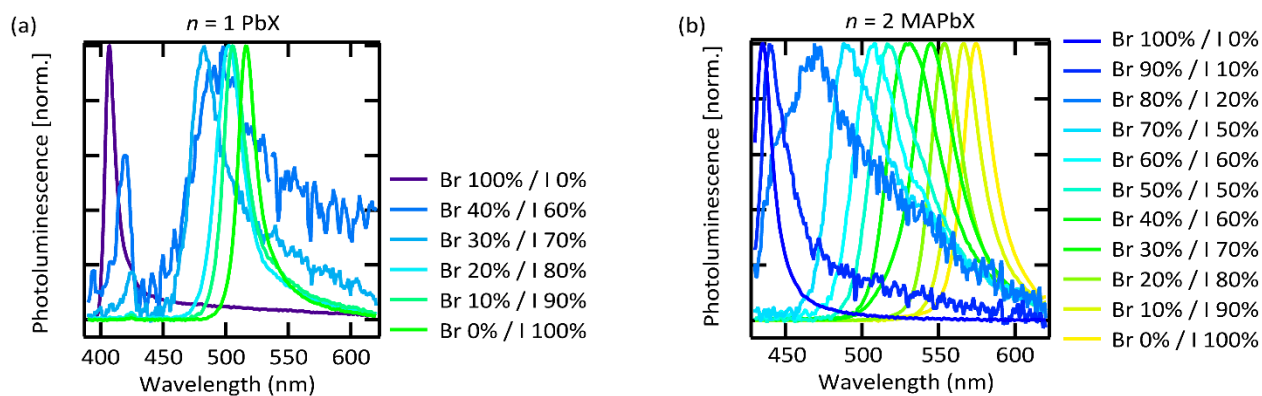 (a)
n = 1 PbX
Photoluminescence [norm.]
400 450 500 550 600
Wavelength (nm)
Br 100% / I 0%
Br 40% / I 60%
Br 30% / I 70%
Br 20% / I 80%
Br 10% / I 90%
Br 0% / I 100%
(b)
n = 2 MAPbX
Photoluminescence [norm.]
450 500 550 600
Wavelength (nm)
Br 100% / I 0%
Br 90% / I 10%
Br 80% / I 20%
Br 70% / I 50%
Br 60% / I 60%
Br 50% / I 50%
Br 40% / I 60%
Br 30% / I 70%
Br 20% / I 80%
Br 10% / I 90%
Br 0% / I 100%